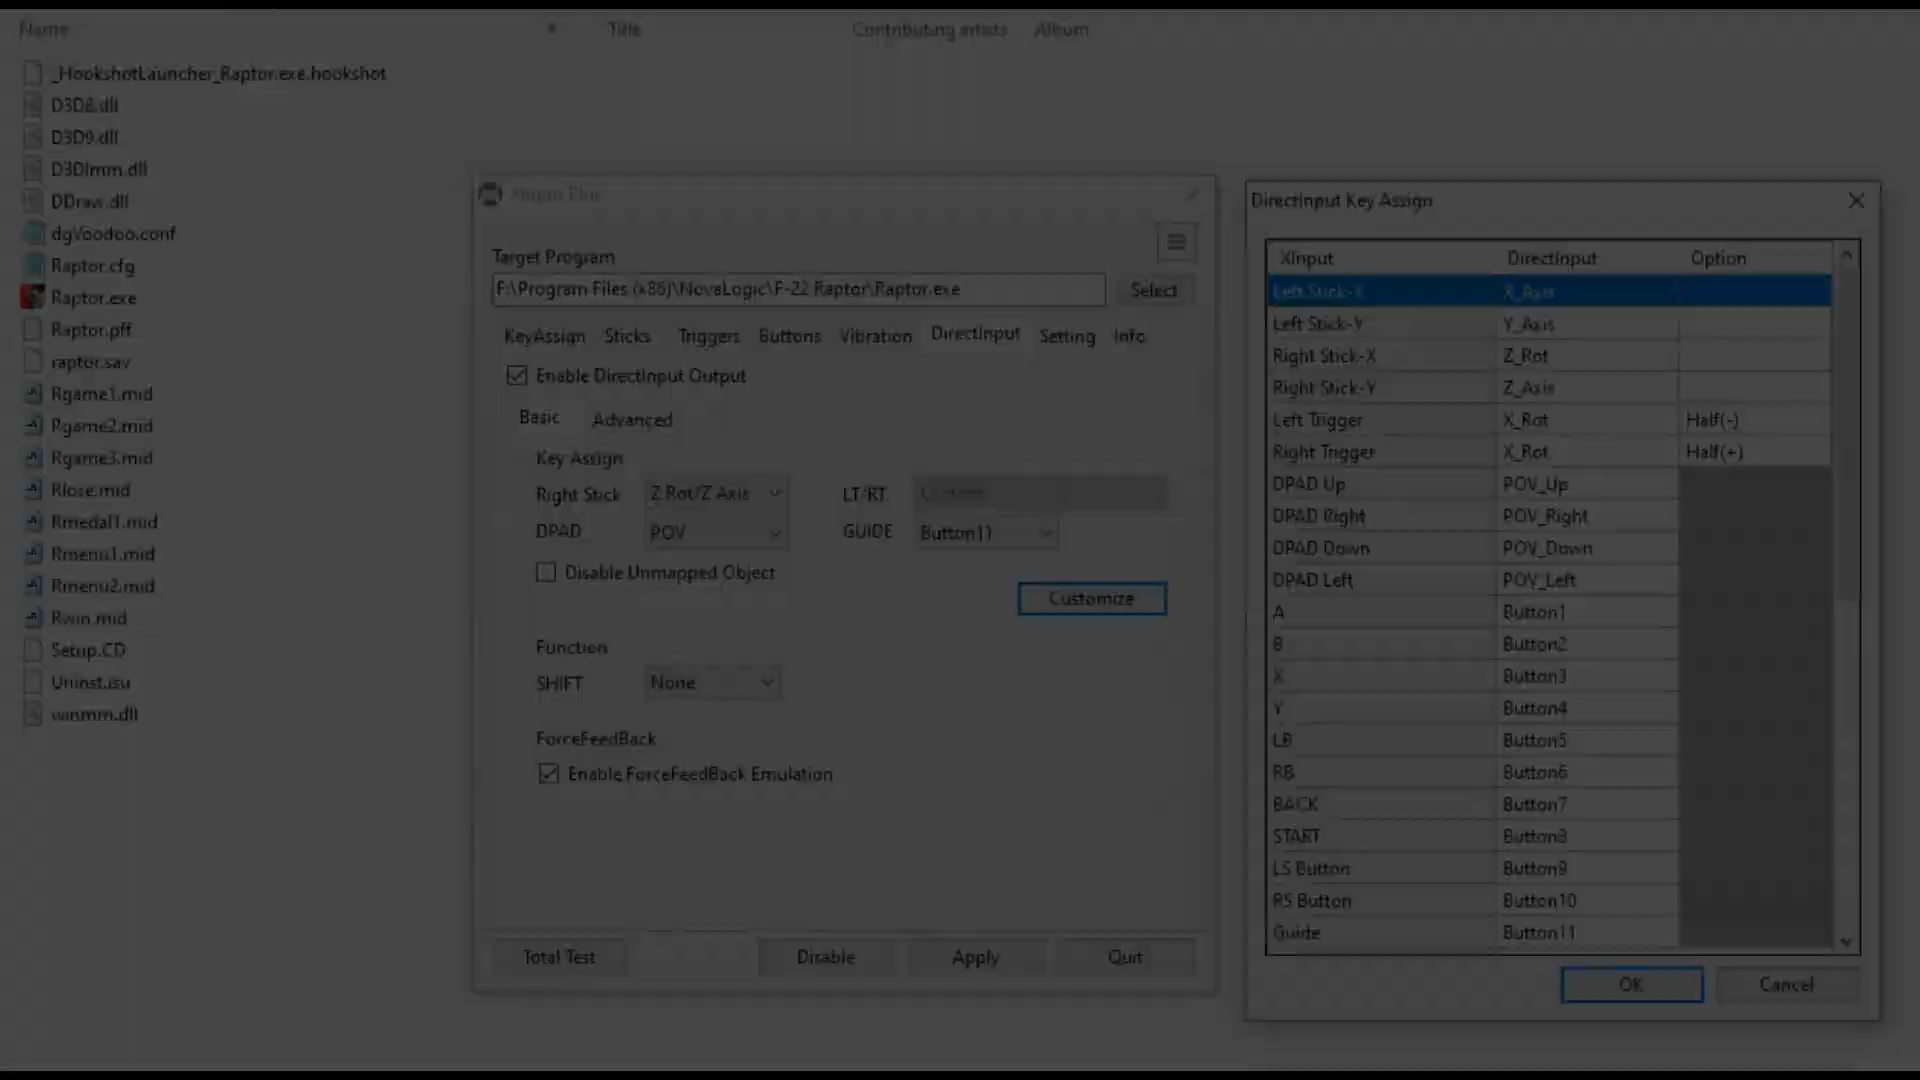 Name Title Contributing artists Album
_HookshotLauncher_Raptor.exe.hookshot
D3D8.dll
D3D9.dll
D3DImm.dll
DDraw.dll
dgVoodoo.conf
Raptor.cfg
Raptor.exe
Raptor.pff
raptor.sav
Rgame1.mid
Rgame2.mid
Rgame3.mid
Rlose.mid
Rmedal1.mid
Rmenu1.mid
Rmenu2.mid
Rwin.mid
Setup.CD
Uninst.isu
winmm.dll
Xinput Plus
Target Program
F:\Program Files (x86)\NovaLogic\F-22 Raptor\Raptor.exe Select
KeyAssign Sticks Triggers Buttons Vibration DirectInput Setting Info
Enable DirectInput Output
Basic Advanced
Key Assign
Right Stick Z Rot/Z Axis LT/RT Custom
DPAD POV GUIDE Button11
Disable Unmapped Object
Customize
Function
SHIFT None
ForceFeedBack
Enable ForceFeedBack Emulation
Total Test Disable Apply Quit
DirectInput Key Assign
XInput DirectInput Option
Left Stick-X X_Axis
Left Stick-Y Y_Axis
Right Stick-X Z_Rot
Right Stick-Y Z_Axis
Left Trigger X_Rot Half(-)
Right Trigger X_Rot Half(+)
DPAD Up POV_Up
DPAD Right POV_Right
DPAD Down POV_Down
DPAD Left POV_Left
A Button1
B Button2
X Button3
Y Button4
LB Button5
RB Button6
BACK Button7
START Button8
LS Button Button9
RS Button Button10
Guide Button11
OK Cancel